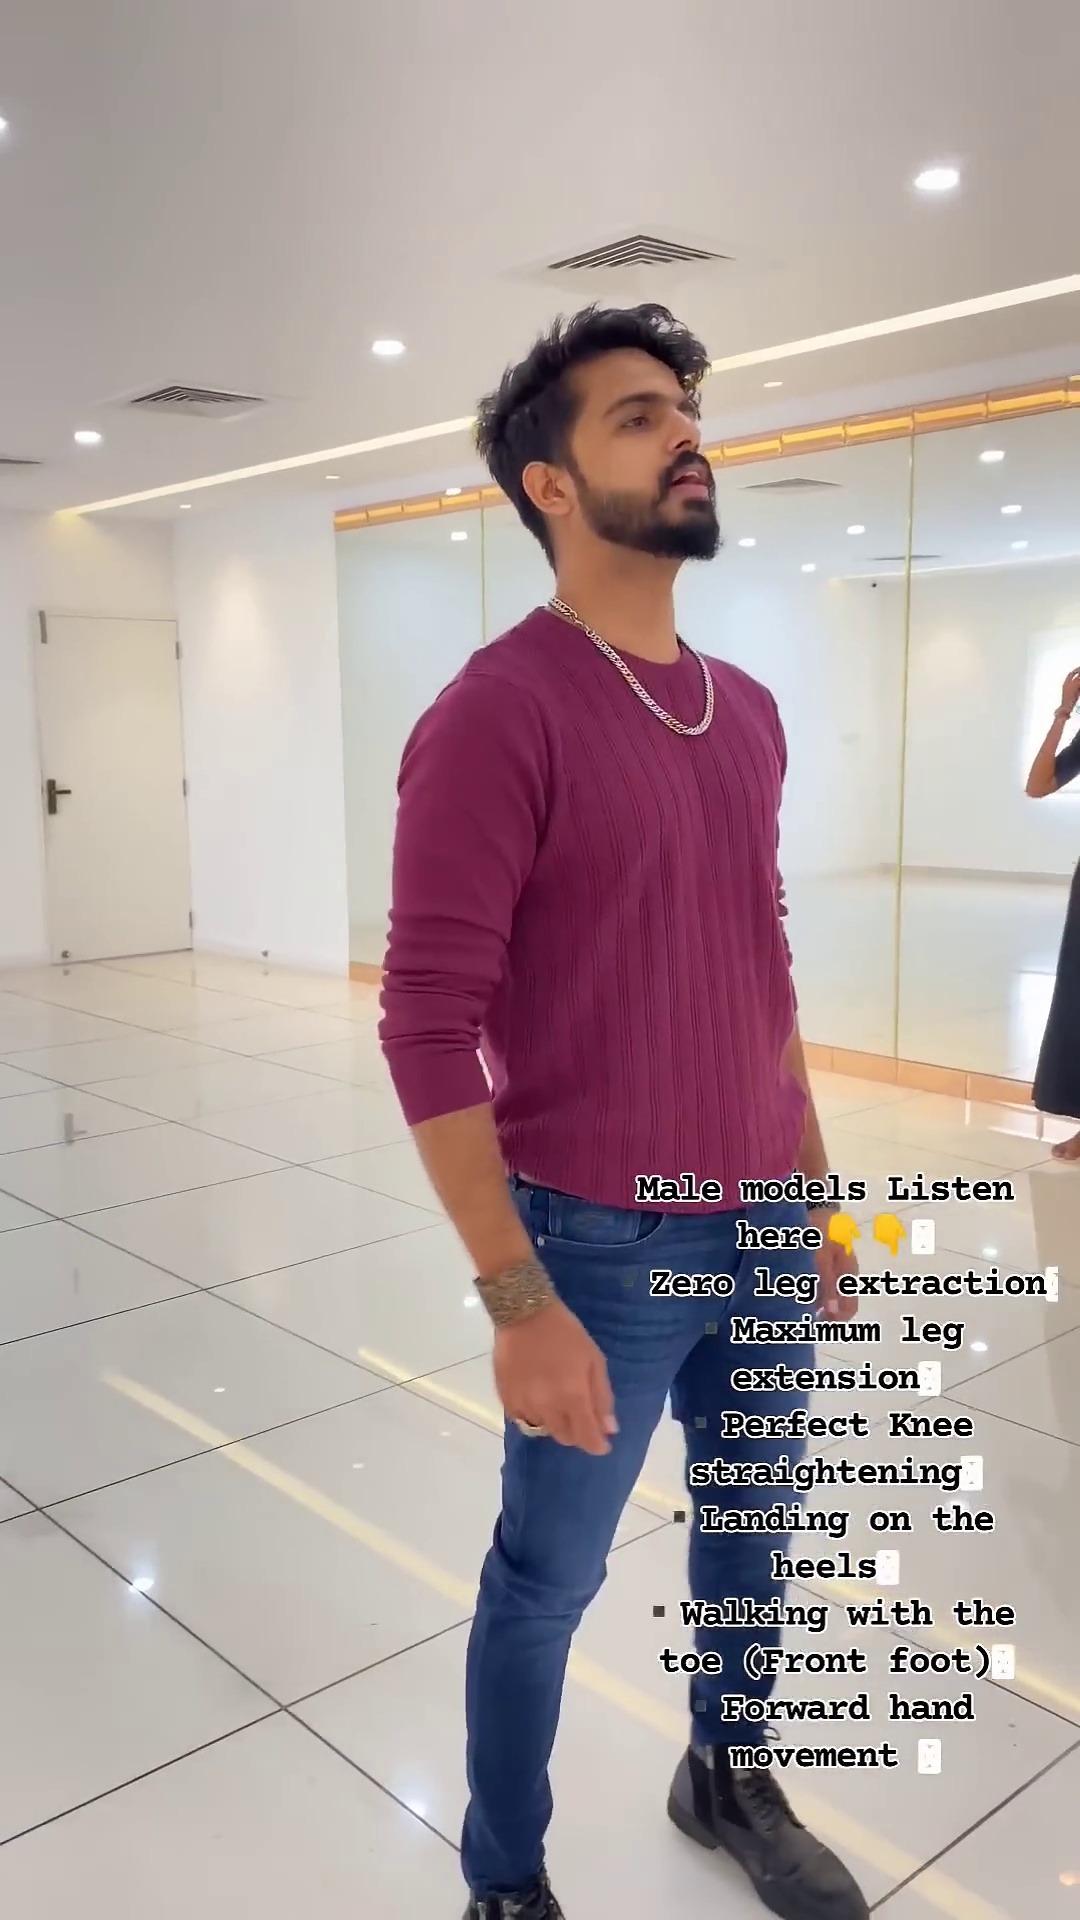 Male models Listen
here👇👇
▪ Zero leg extraction
▪ Maximum leg
extension
▪ Perfect Knee
straightening
▪ Landing on the
heels
▪ Walking with the
toe (Front foot)
▪ Forward hand
movement